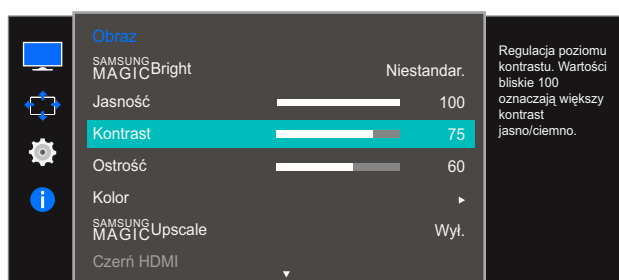 Obraz
SAMSUNG
MAGICBright Niestandar.
Jasność 100
Kontrast 75
Ostrość 60
Kolor
SAMSUNG
MAGICUpscale Wył.
Czerń HDMI
Regulacja poziomu
kontrastu. Wartości
bliskie 100
oznaczają większy
kontrast
jasno/ciemno.